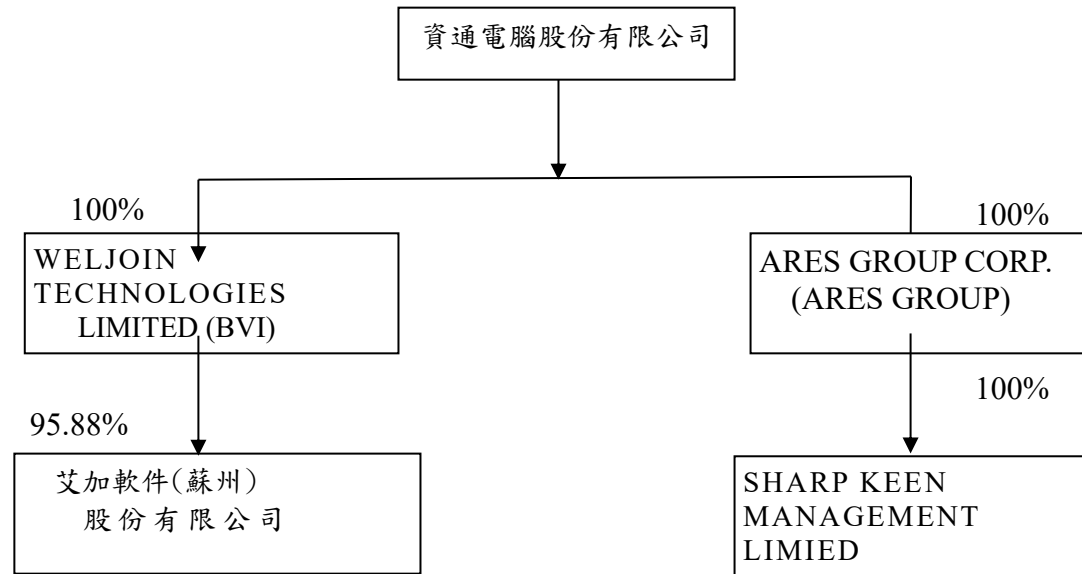 資通電腦股份有限公司
100%
100%
WELJOIN
TECHNOLOGIES
LIMITED (BVI)
ARES GROUP CORP.
(ARES GROUP)
95.88%
100%
艾加軟件(蘇州)
股份有限公司
SHARP KEEN
MANAGEMENT
LIMIED